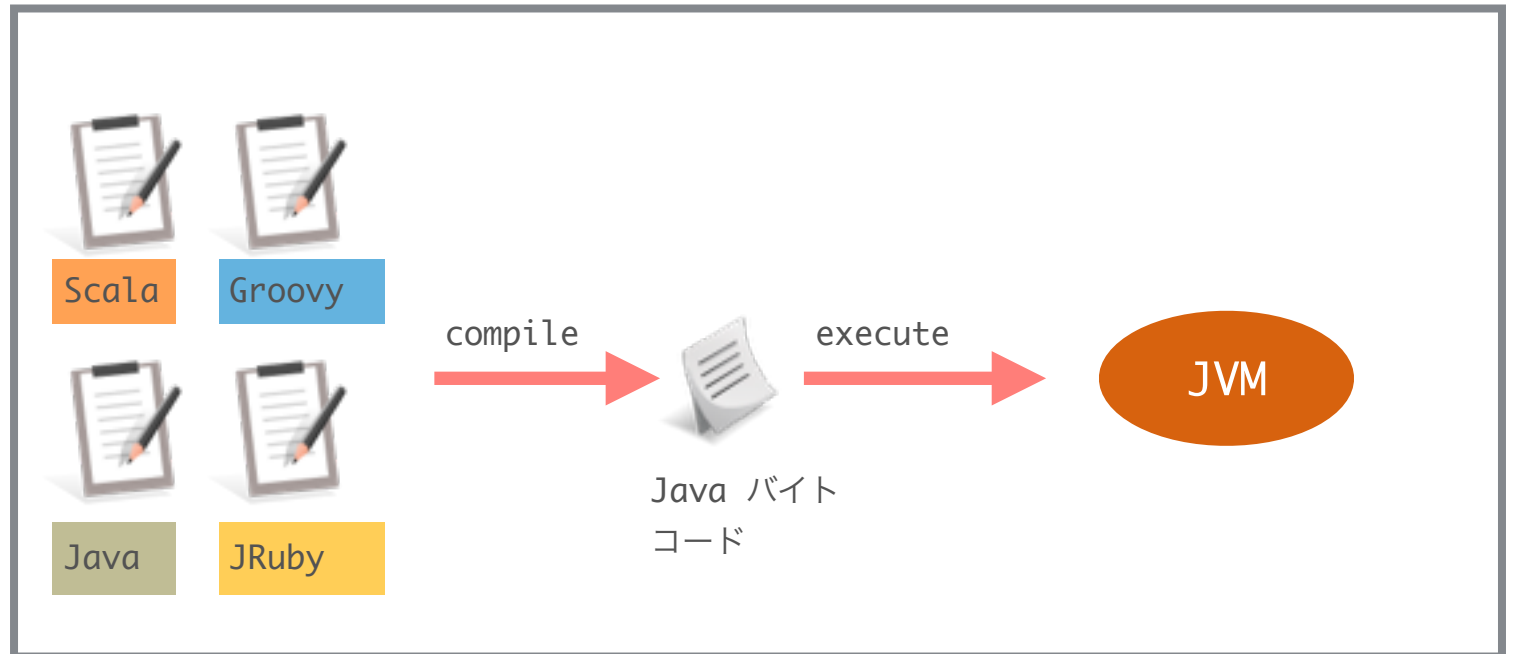 Scala
Groovy
Java
JRuby
compile
Java バイト
コード
execute
JVM